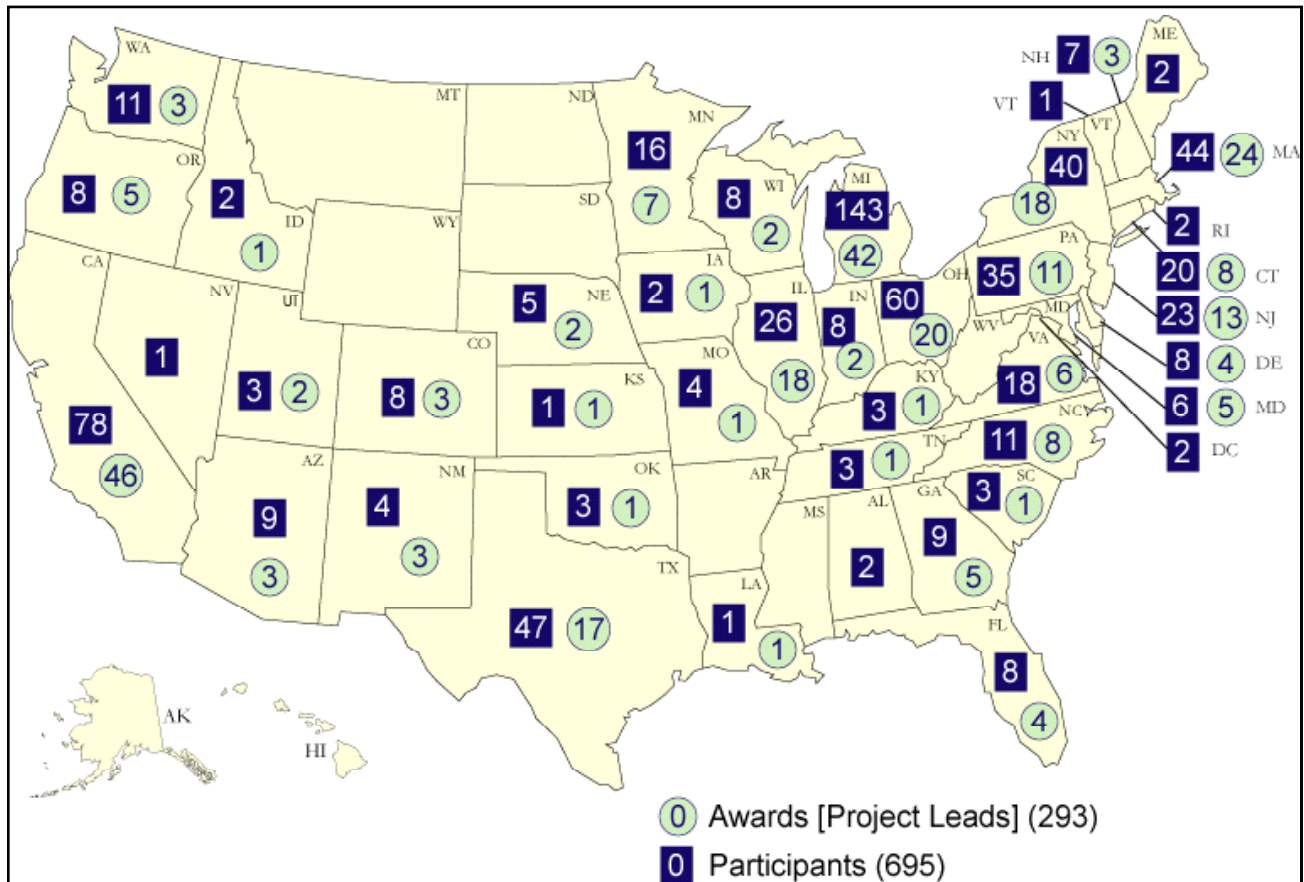 WA
11 3
MT
ND
MN
16
7
OR
8 5
2
ID
1
WY
SD
WI
8
2
MI
143
42
NH 7 3
ME
2
VT 1
VT
NY
40
18
44 24 MA
2 RI
20 8 CT
23 13 NJ
8 4 DE
6 5 MD
2 DC
PA
35 11
CA
78
46
NV
1
UT
3 2
CO
8 3
NE
5
2
IA
2 1
KS
1 1
MO
4
1
IL
26
18
IN
8
2
OH
60
20
WV
MD
VA
18 6
KY
3 1
TN
3 1
NC
11 8
SC
3
1
AZ
9
3
NM
4
3
OK
3 1
AR
TX
47 17
LA
1
1
MS
AL
2
GA
9
5
FL
8
4
AK
HI
0 Awards [Project Leads] (293)
0 Participants (695)